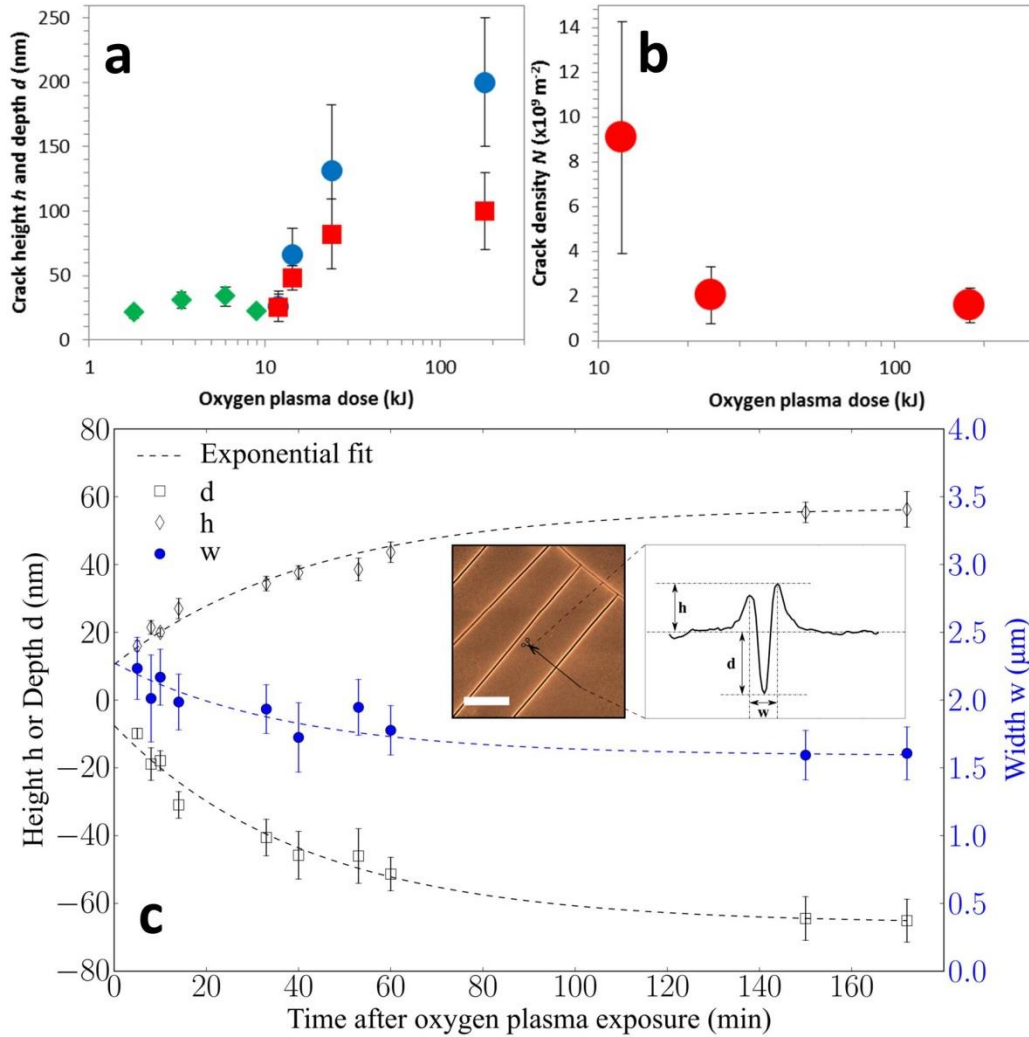 a
Crack height h and depth d (nm)
250
200
150
100
50
0
1
10
100
Oxygen plasma dose (kJ)
b
Crack density N (x10⁹ m⁻²)
14
12
10
8
6
4
2
0
10
100
Oxygen plasma dose (kJ)
c
Height h or Depth d (nm)
80
60
40
20
0
−20
−40
−60
−80
Exponential fit
d
h
w
h
d
w
4.0
3.5
3.0
2.5
2.0
1.5
1.0
0.5
0.0
Width w (μm)
0
20
40
60
80
100
120
140
160
Time after oxygen plasma exposure (min)